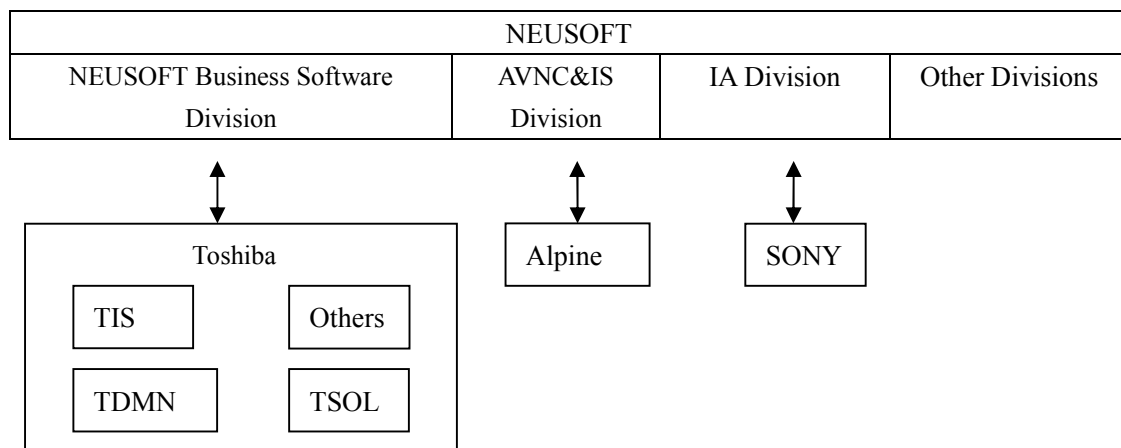 NEUSOFT
NEUSOFT Business Software
Division
AVNC&IS
Division
IA Division
Other Divisions
Toshiba
TIS
Others
TDMN
TSOL
Alpine
SONY